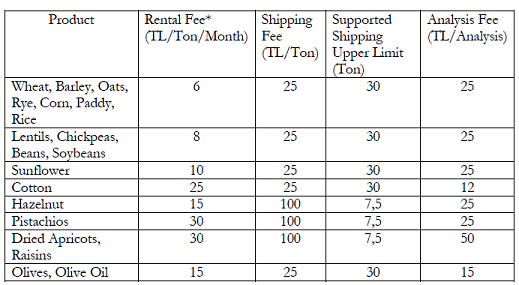 Product Rental Fee* Shipping Supported Analysis Fee
(TL/Ton/Month) Fee Shipping (TL/Analysis)
(TL/Ton) Upper Limit
(Ton)
Wheat, Barley, Oats, 6 25 30 25
Rye, Corn, Paddy,
Rice
Lentils, Chickpeas, 8 25 30 25
Beans, Soybeans
Sunflower 10 25 30 25
Cotton 25 25 30 12
Hazelnut 15 100 7,5 25
Pistachios 30 100 7,5 25
Dried Apricots, 30 100 7,5 50
Raisins
Olives, Olive Oil 15 25 30 15